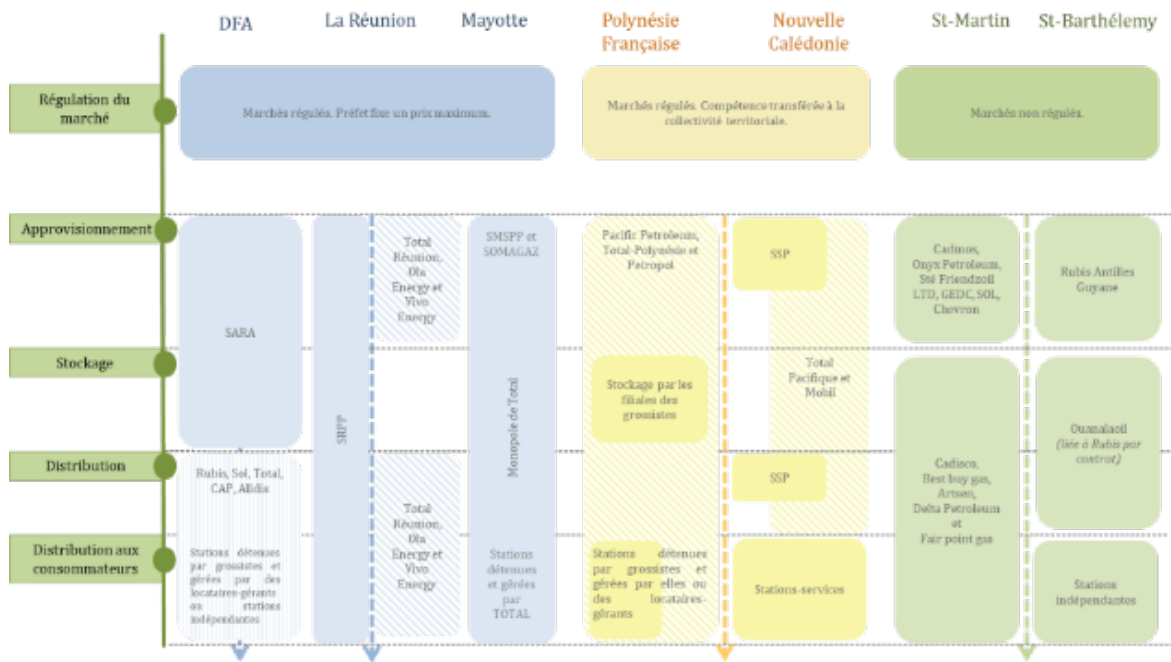 DFA
La Réunion
Mayotte
Polynésie
Française
Nouvelle
Calédonie
St-Martin
St-Barthélemy
Régulation du
marché
Marchés régulés. Préfet fixe un prix maximum.
Marchés régulés. Compétence transférée à la
collectivité territoriale.
Marchés non régulés.
Approvisionnement
SARA
SRPP
Total
Réunion,
Ola
Energy et
Vivo
Energy
SMSPP et
SOMAGAZ
Pacific Petroleum,
Total-Polynésie et
Petropol
SSP
Cadmos,
Onyx Petroleum,
Sté Friendzoil
LTD, GEDC, SOL,
Chevron
Rubis Antilles
Guyane
Stockage
Monopole de Total
Stockage par les
filiales des
grossistes
Total
Pacifique et
Mobil
Ouanalaoil
(liée à Rubis par
contrat)
Distribution
Rubis, Sol, Total,
CAP, Alldis
Total
Réunion,
Ola
Energy et
Vivo
Energy
SSP
Cadisco,
Best buy gas,
Artsen,
Delta Petroleum
et
Fair point gas
Distribution aux
consommateurs
Stations détenues
par grossistes et
gérées par des
locataires-gérants
ou stations
indépendantes
Stations
détenues
et gérées
par
TOTAL
Stations détenues
par grossistes et
gérées par elles ou
des locataires-
gérants
Stations-services
Stations
indépendantes